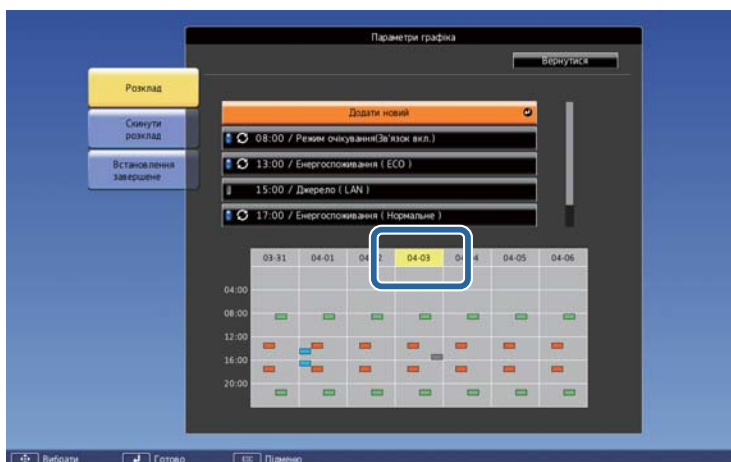 Параметри графіка
Вернутися
Розклад
Скинути
розклад
Встановлення
завершене
Додати новий
08:00 / Режим очікування(Зв'язок вкл.)
13:00 / Енергоспоживання ( ECO )
15:00 / Джерело ( LAN )
17:00 / Енергоспоживання ( Нормальне )
03-31 04-01 04-03 04-05 04-06
04:00
08:00
12:00
16:00
20:00
Вибрати Готово ESC Підменю